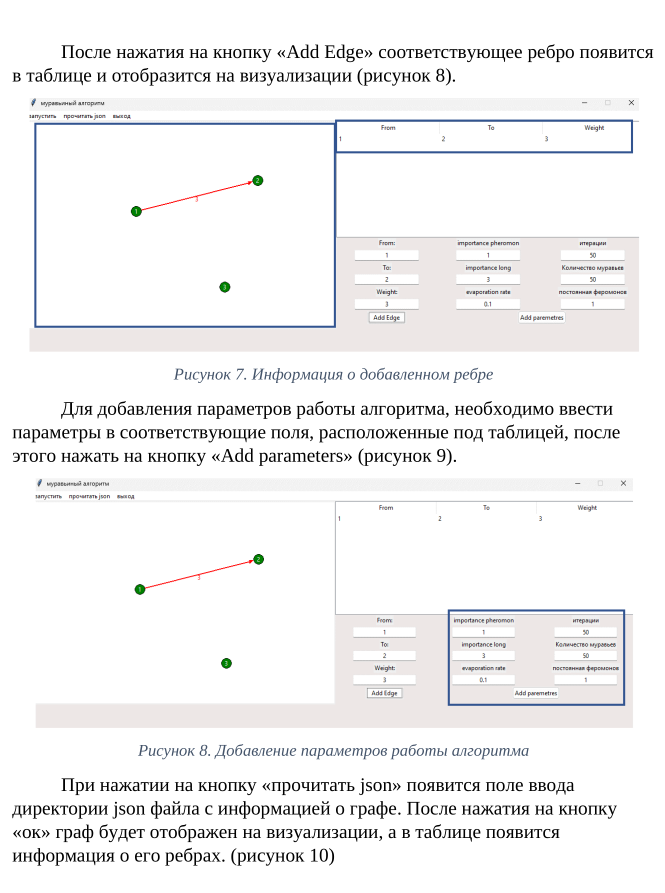 После нажатия на кнопку «Add Edge» соответствующее ребро появится
в таблице и отобразится на визуализации (рисунок 8).
муравьиный алгоритм
запустить прочитать json выход
From To Weight
1 2 3
2
1
3
3
From: importance pheromon итерации
1 1 50
To: importance long Количество муравьев
2 3 50
Weight: evaporation rate постоянная феромонов
3 0.1 1
Add Edge Add paremetres
Рисунок 7. Информация о добавленном ребре
Для добавления параметров работы алгоритма, необходимо ввести
параметры в соответствующие поля, расположенные под таблицей, после
этого нажать на кнопку «Add parameters» (рисунок 9).
муравьиный алгоритм
запустить прочитать json выход
From To Weight
1 2 3
2
3
1
3
From: importance pheromon итерации
1 1 50
To: importance long Количество муравьев
2 3 50
Weight: evaporation rate постоянная феромонов
3 0.1 1
Add Edge Add paremetres
Рисунок 8. Добавление параметров работы алгоритма
При нажатии на кнопку «прочитать json» появится поле ввода
директории json файла с информацией о графе. После нажатия на кнопку
«ок» граф будет отображен на визуализации, а в таблице появится
информация о его ребрах. (рисунок 10)